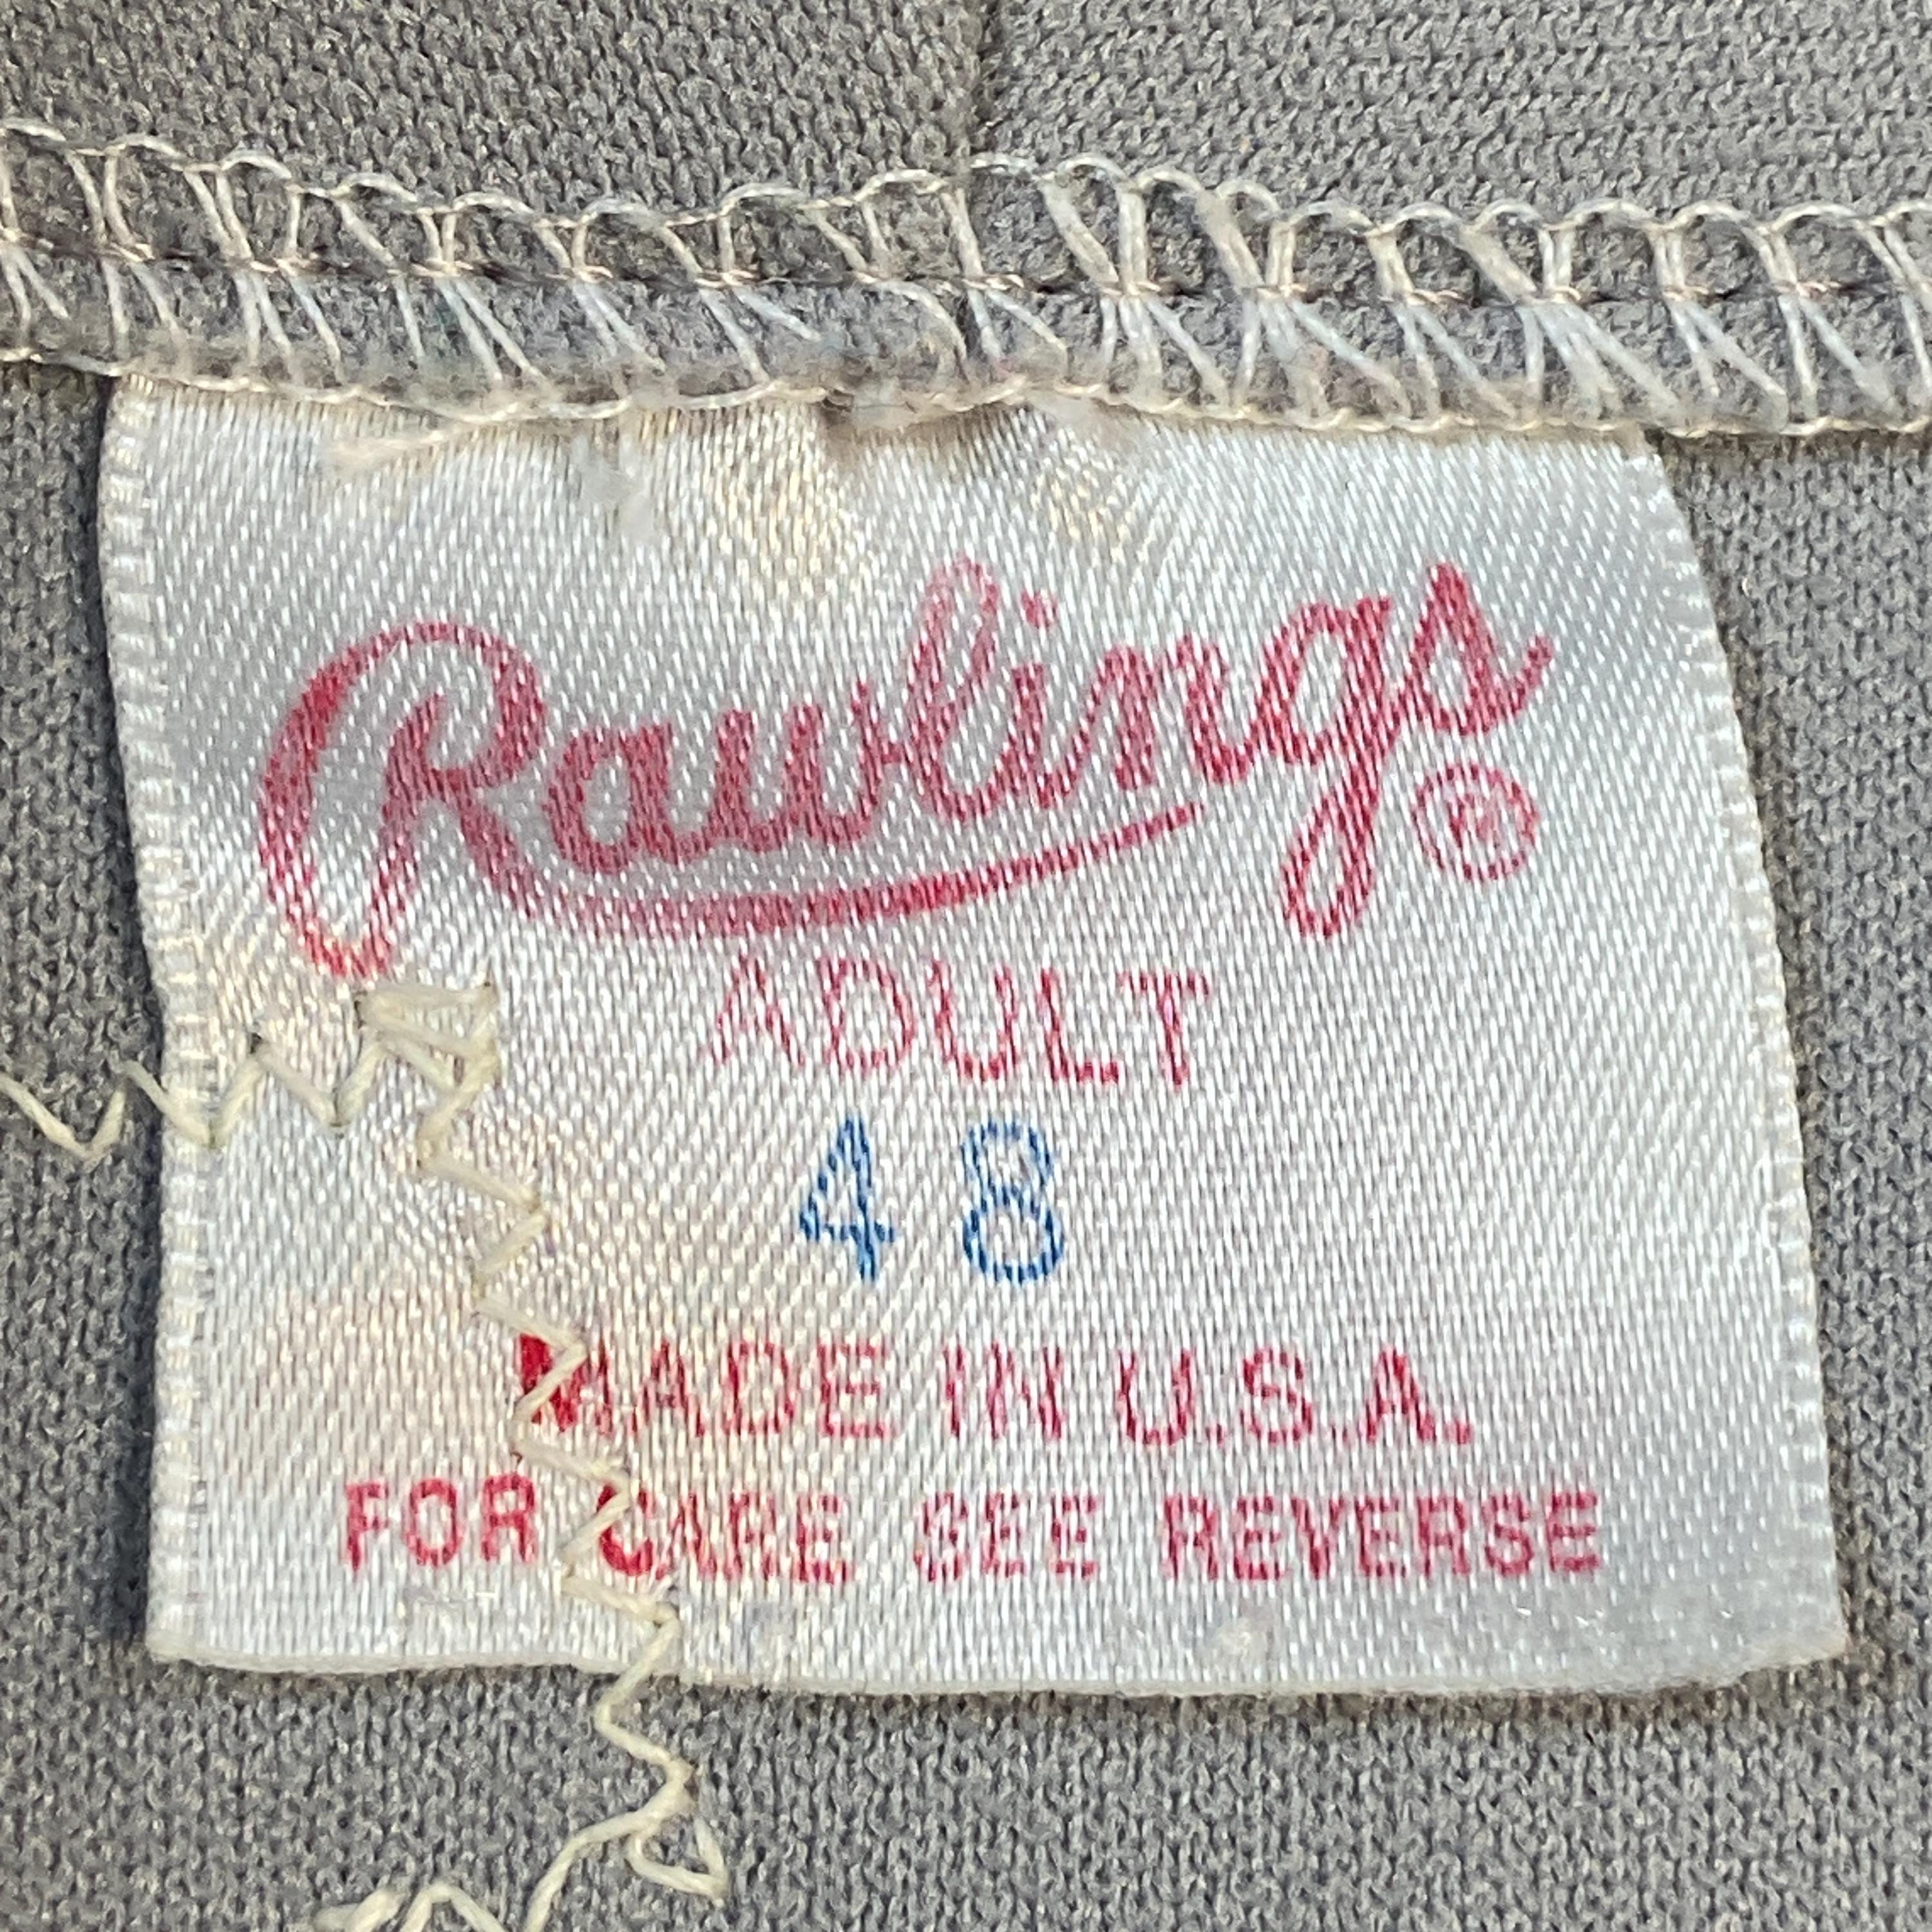 Rawlings ®
ADULT
48
MADE IN U.S.A.
FOR CARE SEE REVERSE